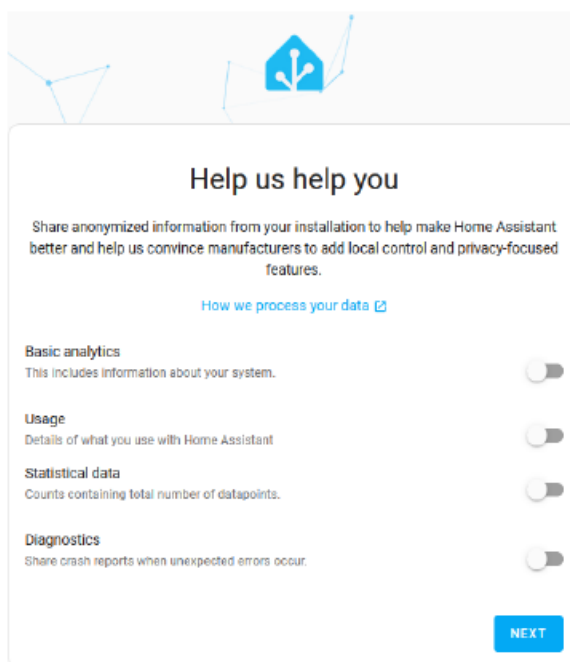 Help us help you
Share anonymized information from your installation to help make Home Assistant
better and help us convince manufacturers to add local control and privacy-focused
features.
How we process your data
Basic analytics
This includes information about your system.
Usage
Details of what you use with Home Assistant
Statistical data
Counts containing total number of datapoints.
Diagnostics
Share crash reports when unexpected errors occur.
NEXT